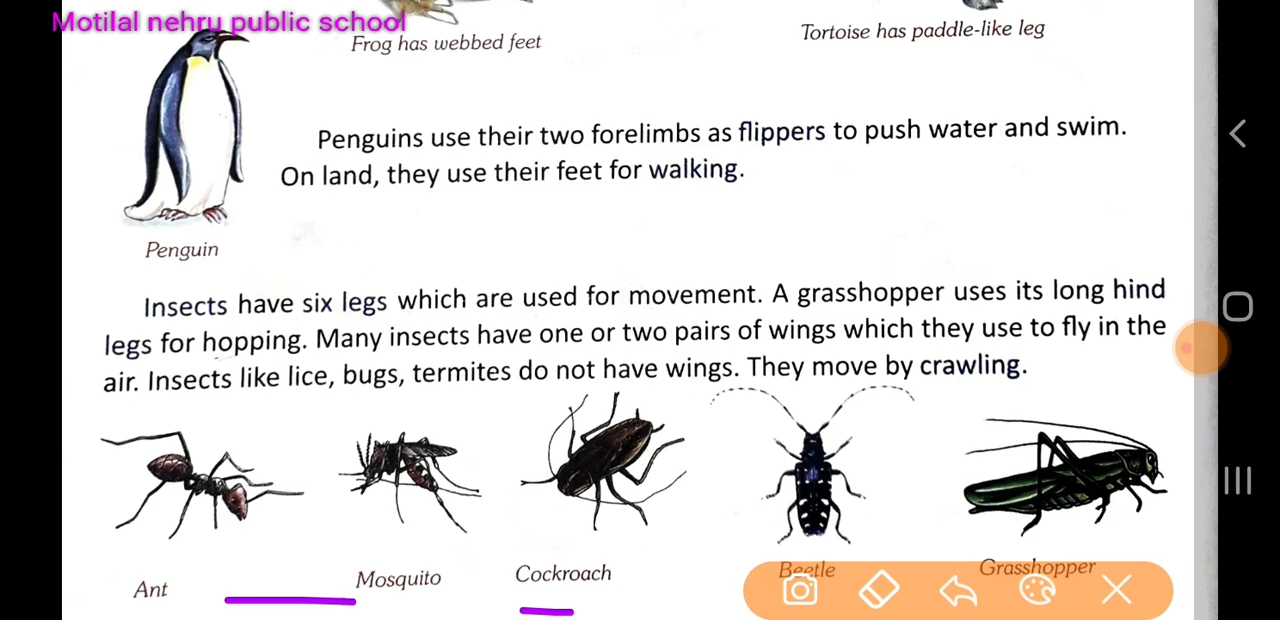 Motilal nehru public school
Frog has webbed feet
Tortoise has paddle-like leg
Penguins use their two forelimbs as flippers to push water and swim.
On land, they use their feet for walking.
Penguin
Insects have six legs which are used for movement. A grasshopper uses its long hind
legs for hopping. Many insects have one or two pairs of wings which they use to fly in the
air. Insects like lice, bugs, termites do not have wings. They move by crawling.
Ant
Mosquito
Cockroach
Beetle
Grasshopper